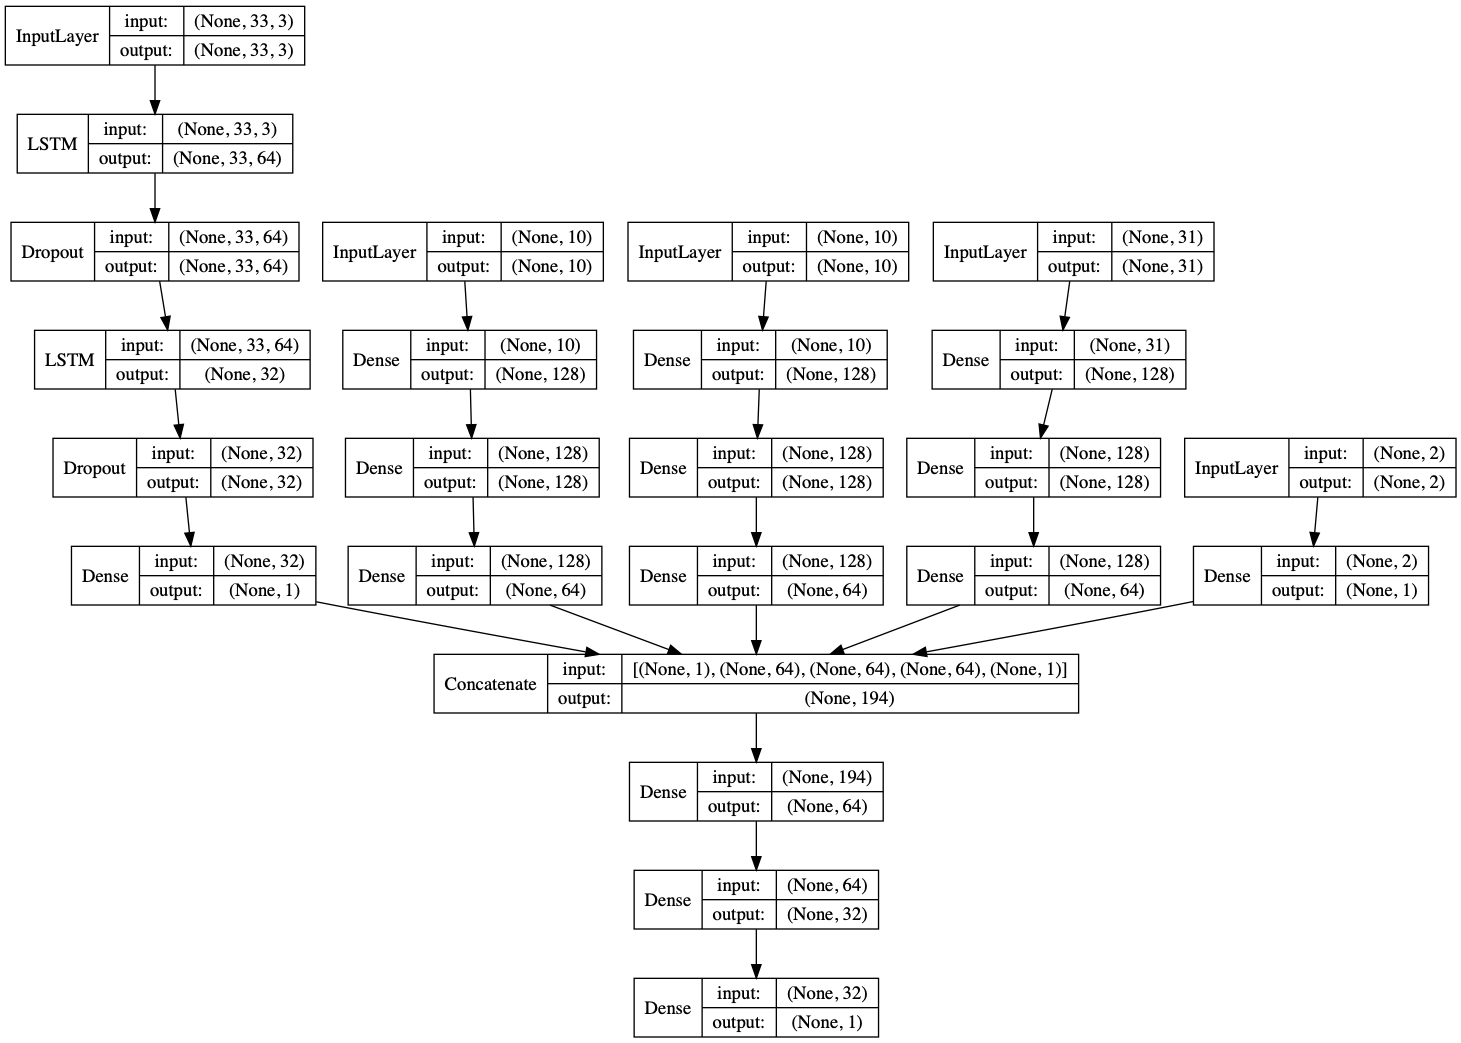 InputLayer
input: (None, 33, 3)
output: (None, 33, 3)
LSTM
input: (None, 33, 3)
output: (None, 33, 64)
Dropout
input: (None, 33, 64)
output: (None, 33, 64)
InputLayer
input: (None, 10)
output: (None, 10)
InputLayer
input: (None, 10)
output: (None, 10)
InputLayer
input: (None, 31)
output: (None, 31)
LSTM
input: (None, 33, 64)
output: (None, 32)
Dense
input: (None, 10)
output: (None, 128)
Dense
input: (None, 10)
output: (None, 128)
Dense
input: (None, 31)
output: (None, 128)
Dropout
input: (None, 32)
output: (None, 32)
Dense
input: (None, 128)
output: (None, 128)
Dense
input: (None, 128)
output: (None, 128)
Dense
input: (None, 128)
output: (None, 128)
InputLayer
input: (None, 2)
output: (None, 2)
Dense
input: (None, 32)
output: (None, 1)
Dense
input: (None, 128)
output: (None, 64)
Dense
input: (None, 128)
output: (None, 64)
Dense
input: (None, 128)
output: (None, 64)
Dense
input: (None, 2)
output: (None, 1)
Concatenate
input: [(None, 1), (None, 64), (None, 64), (None, 64), (None, 1)]
output: (None, 194)
Dense
input: (None, 194)
output: (None, 64)
Dense
input: (None, 64)
output: (None, 32)
Dense
input: (None, 32)
output: (None, 1)